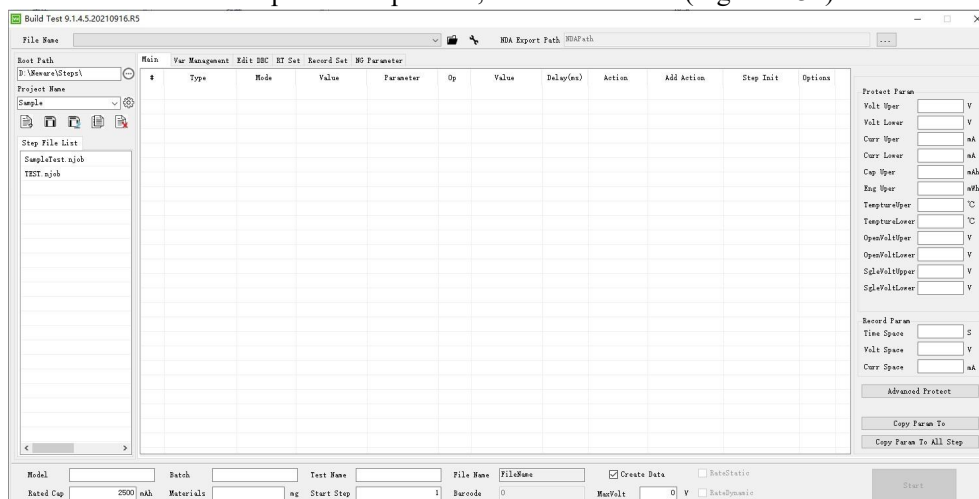 Build Test 9.1.4.5.20210916.R5
File Name
NDA Export Path NDAPath
...
Root Path
D:\Neware\Steps\
Project Name
Sample
Step File List
SampleTest.njob
TEST.njob
Main Var Management Edit DBC RT Set Record Set NG Parameter
# Type Mode Value Parameter Op Value Delay(ms) Action Add Action Step Init Options
Protect Param
Volt Uper V
Volt Lower V
Curr Uper mA
Curr Lower mA
Cap Uper mAh
Eng Uper mWh
TemptureUper ℃
TemptureLower ℃
OpenVoltUper V
OpenVoltLower V
SgleVoltUpper V
SgleVoltLower V
Record Param
Time Space S
Volt Space V
Curr Space mA
Advanced Protect
Copy Param To
Copy Param To All Step
Model Batch Test Name File Name FileName Create Data RateStatic
Rated Cap 2500 mAh Materials mg Start Step 1 Barcode 0 MaxVolt 0 V RateDynamic
Start